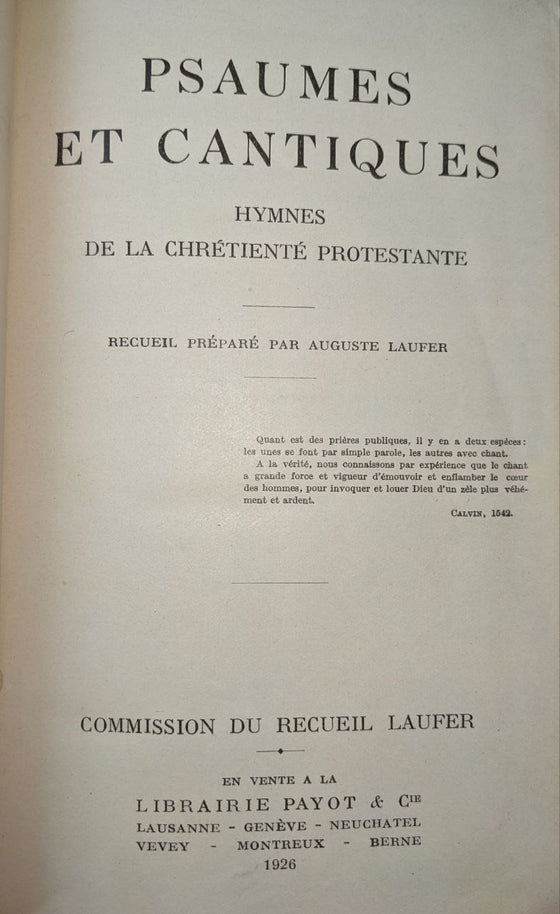 PSAUMES
ET CANTIQUES
HYMNES
DE LA CHRÉTIENTÉ PROTESTANTE
RECUEIL PRÉPARÉ PAR AUGUSTE LAUFER
Quant est des prières publiques, il y en a deux espèces:
les unes se font par simple parole, les autres avec chant.
A la vérité, nous connaissons par expérience que le chant
a grande force et vigueur d'émouvoir et enflamber le cœur
des hommes, pour invoquer et louer Dieu d'un zèle plus véhé-
ment et ardent.
CALVIN, 1542.
COMMISSION DU RECUEIL LAUFER
EN VENTE A LA
LIBRAIRIE PAYOT & CIE
LAUSANNE - GENÈVE - NEUCHATEL
VEVEY - MONTREUX - BERNE
1926